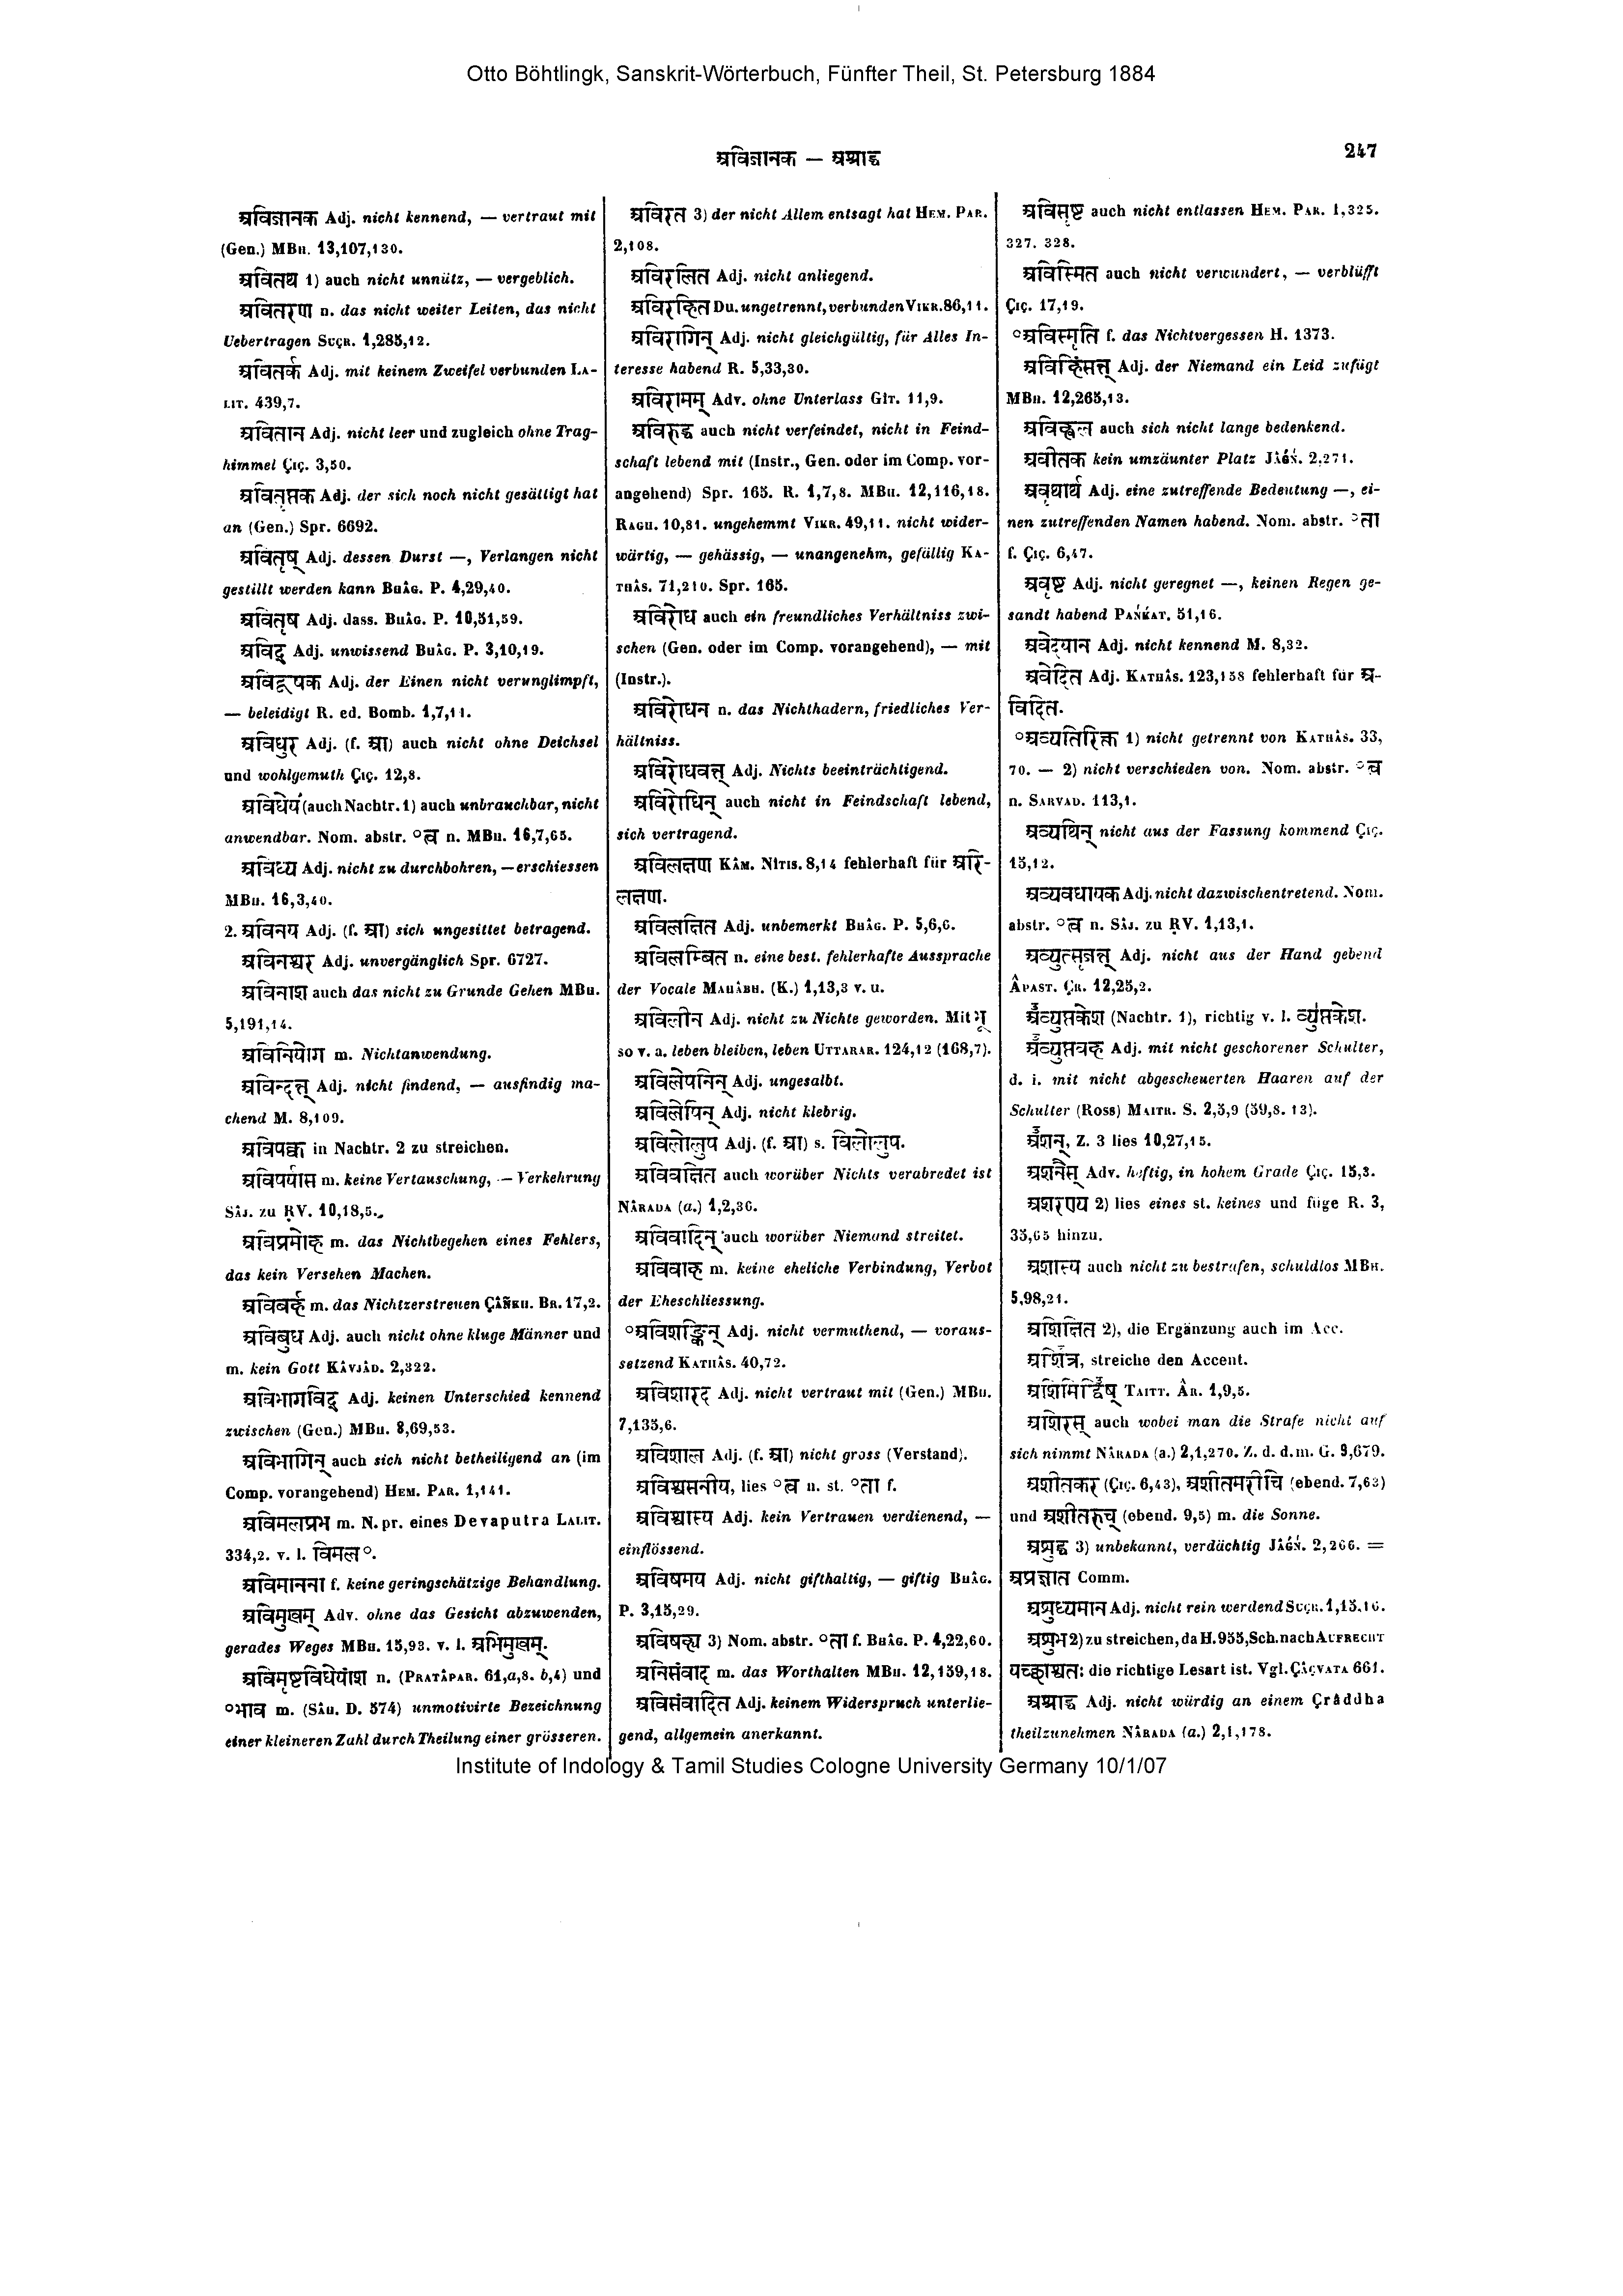 Otto Böhtlingk, Sanskrit-Wörterbuch, Fünfter Theil, St. Petersburg 1884
अविजानक — अश्राद्ध
247
अविजानक Adj. nicht kennend, — vertraut mit
(Gen.) MBH. 13,107,130.
अवितथ 1) auch nicht unnütz, — vergeblich.
अवितरण n. das nicht weiter Leiten, das nicht
Uebertragen SUÇR. 1,285,12.
अवितर्क Adj. mit keinem Zweifel verbunden LA-
LIT. 439,7.
अवितान Adj. nicht leer und zugleich ohne Trag-
himmel ÇIÇ. 3,50.
अवितृप्तक Adj. der sich noch nicht gesättigt hat
an (Gen.) Spr. 6692.
अवितृष् Adj. dessen Durst —, Verlangen nicht
gestillt werden kann BHÂG. P. 4,29,40.
अवितृष Adj. dass. BHÂG. P. 10,51,59.
अविद् Adj. unwissend BHÂG. P. 3,10,19.
अविदूषक Adj. der Einen nicht verunglimpft,
— beleidigt R. ed. Bomb. 1,7,11.
अविधुर Adj. (f. आ) auch nicht ohne Deichsel
und wohlgemuth ÇIÇ. 12,8.
अविधेय (auch Nachtr. 1) auch unbrauchbar, nicht
anwendbar. Nom. abstr. °त्व n. MBH. 16,7,65.
अविध्य Adj. nicht zu durchbohren, — erschiessen
MBH. 16,3,40.
2. अविनय Adj. (f. आ) sich ungesittet betragend.
अविनश्वर Adj. unvergänglich Spr. 6727.
अविनाश auch das nicht zu Grunde Gehen MBH.
5,191,14.
अविनियोग m. Nichtanwendung.
अविन्दत् Adj. nicht findend, — ausfindig ma-
chend M. 8,109.
अविपक्व in Nachtr. 2 zu streichen.
अविपर्यास m. keine Vertauschung, — Verkehrung
SÂJ. zu ṚV. 10,18,5.
अविप्रमोह m. das Nichtbegehen eines Fehlers,
das kein Versehen Machen.
अविबर्ह m. das Nichtzerstreuen ÇÂÑKH. BR. 17,2.
अविबुध Adj. auch nicht ohne kluge Männer und
m. kein Gott KÂVJÂD. 2,322.
अविभागविद् Adj. keinen Unterschied kennend
zwischen (Gen.) MBH. 8,69,53.
अविभागिन् auch sich nicht betheiligend an (im
Comp. vorangehend) HEM. PAR. 1,141.
अविमलप्रभ m. N. pr. eines Devaputra LALIT.
334,2. v. l. विमल°.
अविमानना f. keine geringschätzige Behandlung.
अविमुखम् Adv. ohne das Gesicht abzuwenden,
gerades Weges MBH. 15,93. v. l. अभिमुखम्.
अविमृष्टविधेयांश n. (PRATÂPAR. 61,a,8. b,4) und
°भाव m. (SÂH. D. 574) unmotivirte Bezeichnung
einer kleineren Zahl durch Theilung einer grösseren.
अविरत 3) der nicht Allem entsagt hat HEM. PAR.
2,108.
अविरलित Adj. nicht anliegend.
अविरहित Du. ungetrennt, verbunden VIKR. 86,11.
अविरागिन् Adj. nicht gleichgültig, für Alles In-
teresse habend R. 5,33,30.
अविरामम् Adv. ohne Unterlass GÎT. 11,9.
अविरुद्ध auch nicht verfeindet, nicht in Feind-
schaft lebend mit (Instr., Gen. oder im Comp. vor-
angehend) Spr. 165. R. 1,7,8. MBH. 12,116,18.
RAGH. 10,81. ungehemmt VIKR. 49,11. nicht wider-
wärtig, — gehässig, — unangenehm, gefällig KA-
THÂS. 71,210. Spr. 165.
अविरोध auch ein freundliches Verhältniss zwi-
schen (Gen. oder im Comp. vorangehend), — mit
(Instr.).
अविरोधन n. das Nichthadern, friedliches Ver-
hältniss.
अविरोधवत् Adj. Nichts beeinträchtigend.
अविरोधिन् auch nicht in Feindschaft lebend,
sich vertragend.
अविलक्षण KÂM. NÎTIS. 8,14 fehlerhaft für अरि-
लक्षण.
अविलक्षित Adj. unbemerkt BHÂG. P. 5,6,6.
अविलम्बित n. eine best. fehlerhafte Aussprache
der Vocale MAHÂBH. (K.) 1,13,3 v. u.
अविलीन Adj. nicht zu Nichte geworden. Mit भू
so v. a. leben bleiben, leben UTTARAR. 124,12 (168,7).
अविलेपनिन् Adj. ungesalbt.
अविलेपिन् Adj. nicht klebrig.
अविलोलुप Adj. (f. आ) s. विलोलुप.
अविवक्षित auch worüber Nichts verabredet ist
NÂRADA (a.) 1,2,36.
अविवादिन् auch worüber Niemand streitet.
अविवाह m. keine eheliche Verbindung, Verbot
der Eheschliessung.
°अविशङ्किन् Adj. nicht vermuthend, — voraus-
setzend KATHÂS. 40,72.
अविशारद Adj. nicht vertraut mit (Gen.) MBH.
7,135,6.
अविशाल Adj. (f. आ) nicht gross (Verstand).
अविश्वसनीय, lies °त्व n. st. °ता f.
अविश्वास्य Adj. kein Vertrauen verdienend, —
einflössend.
अविषमय Adj. nicht gifthaltig, — giftig BHÂG.
P. 3,15,29.
अविषह्य 3) Nom. abstr. °ता f. BHÂG. P. 4,22,60.
अविसंवाद m. das Worthalten MBH. 12,159,18.
अविसंवादित Adj. keinem Widerspruch unterlie-
gend, allgemein anerkannt.
अविसृष्ट auch nicht entlassen HEM. PAR. 1,325.
327. 328.
अविस्मित auch nicht verwundert, — verblüfft
ÇIÇ. 17,19.
°अविस्मृति f. das Nichtvergessen H. 1373.
अविहिंसत् Adj. der Niemand ein Leid zufügt
MBH. 12,265,13.
अविह्वल auch sich nicht lange bedenkend.
अवीतक kein umzäunter Platz JÂǴŃ. 2,271.
अवृथार्थ Adj. eine zutreffende Bedeutung —, ei-
nen zutreffenden Namen habend. Nom. abstr. °ता
f. ÇIÇ. 6,47.
अवृष्ट Adj. nicht geregnet —, keinen Regen ge-
sandt habend PAŃḰAT. 51,16.
अवेदयान Adj. nicht kennend M. 8,32.
अवेदित Adj. KATHÂS. 123,158 fehlerhaft für अ-
विदित.
°अव्यतिरिक्त 1) nicht getrennt von KATHÂS. 33,
70. — 2) nicht verschieden von. Nom. abstr. °त्व
n. SARVAD. 113,1.
अव्यथिन् nicht aus der Fassung kommend ÇIÇ.
15,12.
अव्यवधायक Adj. nicht dazwischentretend. Nom.
abstr. °त्व n. SÂJ. zu ṚV. 1,13,1.
अव्युत्सृजत् Adj. nicht aus der Hand gebend
ÂPAST. ÇR. 12,25,2.
अव्युप्तकेश (Nachtr. 1), richtig v. l. व्युप्तकेश.
अव्युप्तवह Adj. mit nicht geschorener Schulter,
d. i. mit nicht abgescheuerten Haaren auf der
Schulter (Ross) MAITR. S. 2,5,9 (59,8. 13).
अशन्, Z. 3 lies 10,27,15.
अशनैस् Adv. heftig, in hohem Grade ÇIÇ. 15,3.
अशरण्य 2) lies eines st. keines und füge R. 3,
35,65 hinzu.
अशास्य auch nicht zu bestrafen, schuldlos MBH.
5,98,21.
अशिक्षित 2), die Ergänzung auch im Acc.
अशित्र, streiche den Accent.
अशिमिद्विष् TAITT. ÂR. 1,9,5.
अशिरस् auch wobei man die Strafe nicht auf
sich nimmt NÂRADA (a.) 2,1,270. Z. d. d. m. G. 9,679.
अशीतकर (ÇIÇ. 6,43), अशीतमरीचि (ebend. 7,63)
und अशीतरुच् (ebend. 9,5) m. die Sonne.
अशुद्ध 3) unbekannt, verdächtig JÂǴŃ. 2,266. =
अप्रज्ञात Comm.
अशुध्यमान Adj. nicht rein werdend SUÇR. 1,15,16.
अशुभ 2) zu streichen, da H. 955, Sch. nach AUFRECHT
यच्छाश्वतः die richtige Lesart ist. Vgl. ÇÂÇVATA 661.
अश्राद्ध Adj. nicht würdig an einem Çrâddha
theilzunehmen NÂRADA (a.) 2,1,178.
Institute of Indology & Tamil Studies Cologne University Germany 10/1/07